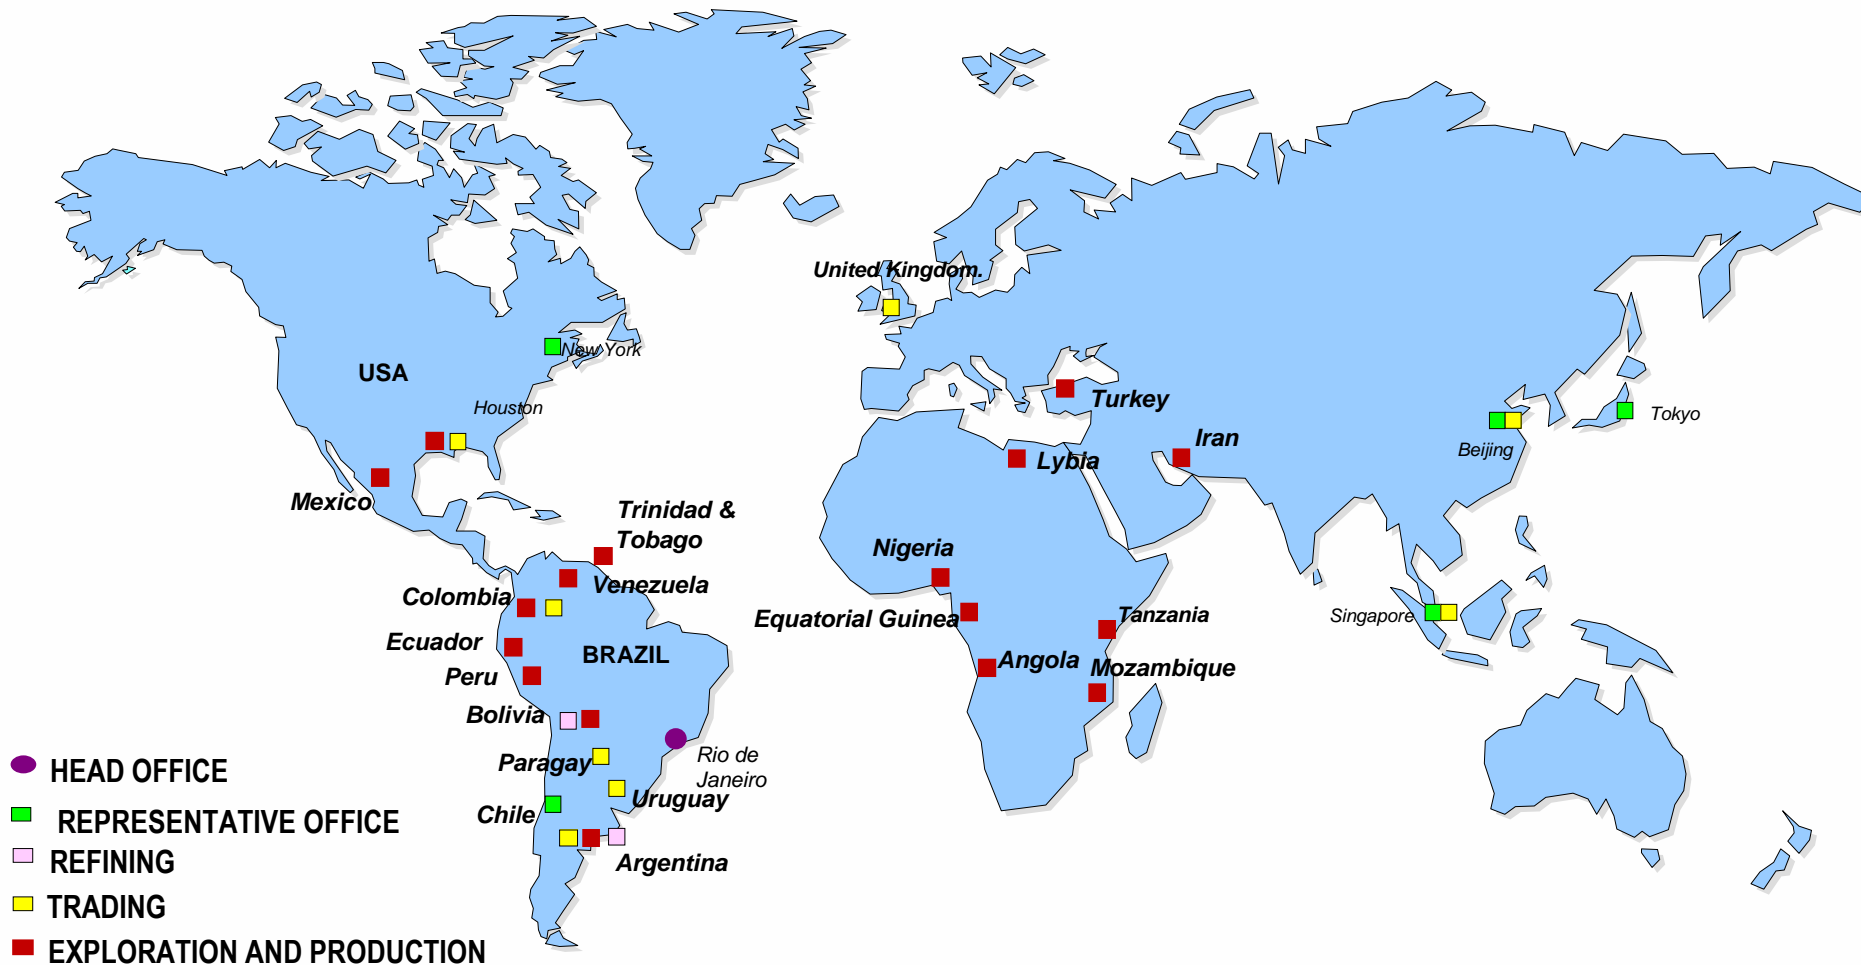 United Kingdom.
New York
USA
Houston
Turkey
Tokyo
Iran
Beijing
Lybia
Mexico
Trinidad &
Tobago
Nigeria
Venezuela
Colombia
Equatorial Guinea
Tanzania
Singapore
Ecuador
BRAZIL
Angola
Mozambique
Peru
Bolivia
Rio de
Janeiro
Paragay
Uruguay
Chile
Argentina
HEAD OFFICE
REPRESENTATIVE OFFICE
REFINING
TRADING
EXPLORATION AND PRODUCTION